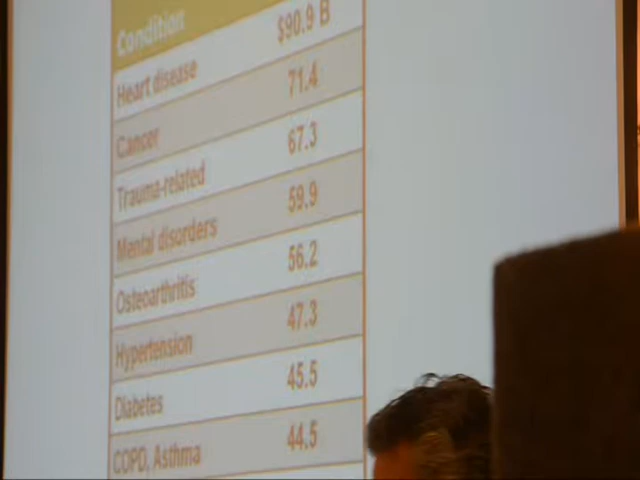 Condition
Heart disease $90.9 B
Cancer 71.4
Trauma-related 67.3
Mental disorders 59.9
Osteoarthritis 56.2
Hypertension 47.3
Diabetes 45.5
COPD, Asthma 44.5